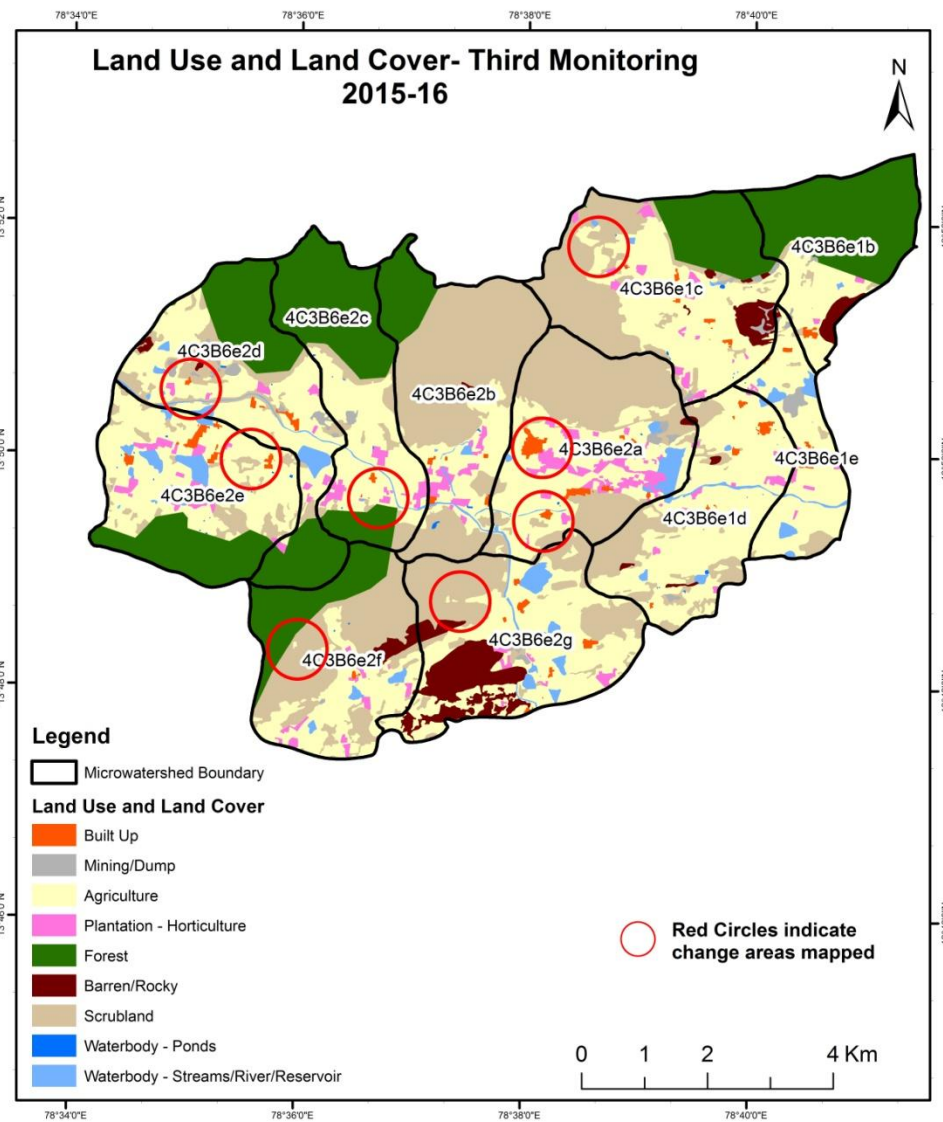 78°34'0"E 78°36'0"E 78°38'0"E 78°40'0"E
Land Use and Land Cover- Third Monitoring
2015-16
N
4C3B6e1b
4C3B6e1c
4C3B6e2c
4C3B6e2d
4C3B6e2b
4C3B6e2a
4C3B6e1e
4C3B6e2e
4C3B6e1d
4C3B6e2g
4C3B6e2f
Legend
Microwatershed Boundary
Land Use and Land Cover
Built Up
Mining/Dump
Agriculture
Plantation - Horticulture
Forest
Barren/Rocky
Scrubland
Waterbody - Ponds
Waterbody - Streams/River/Reservoir
Red Circles indicate
change areas mapped
0 1 2 4 Km
78°34'0"E 78°36'0"E 78°38'0"E 78°40'0"E